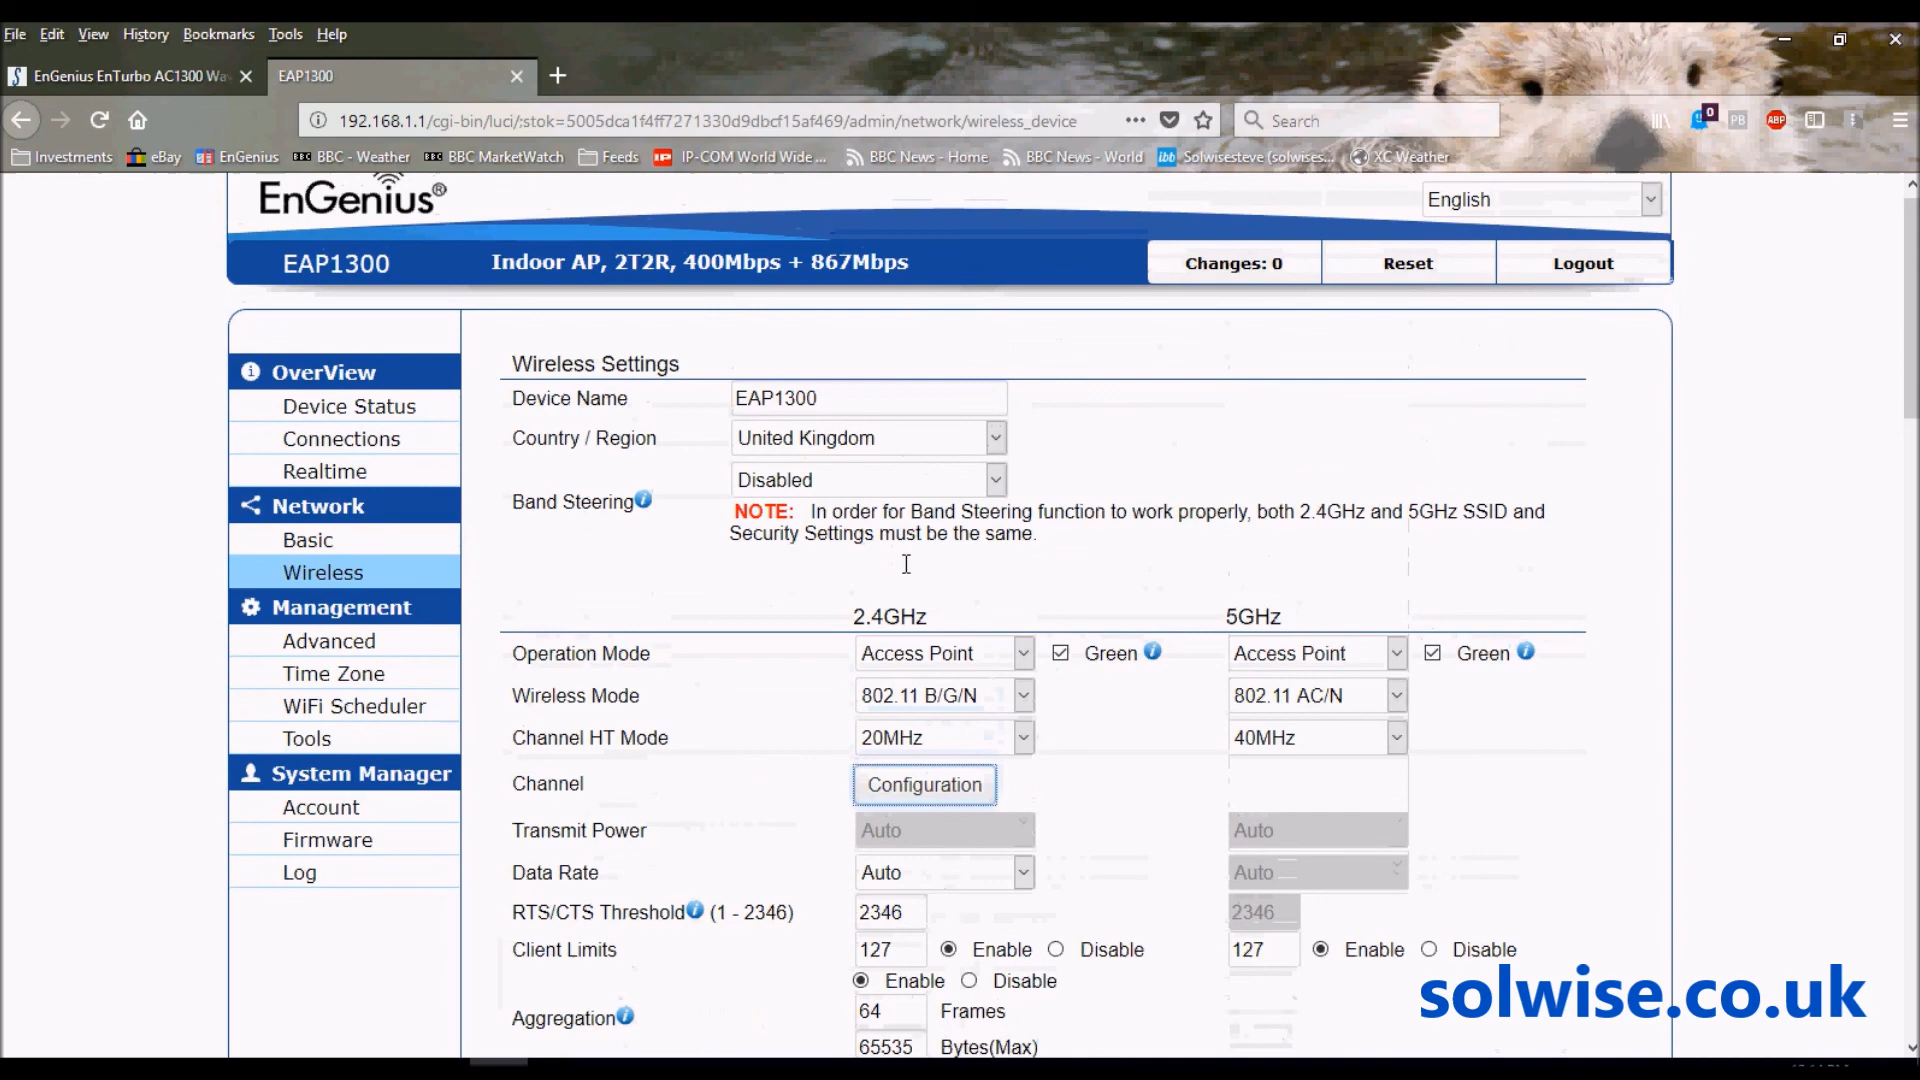 File Edit View History Bookmarks Tools Help
EnGenius EnTurbo AC1300 Wa
EAP1300
192.168.1.1/cgi-bin/luci/;stok=5005dca1f4ff7271330d9dbcf15af469/admin/network/wireless_device
Search
0
PB
ABP
Investments eBay EnGenius BBC - Weather BBC MarketWatch Feeds IP-COM World Wide ... BBC News - Home BBC News - World Solwisesteve (solwises... XC Weather
EnGenius®
English
EAP1300
Indoor AP, 2T2R, 400Mbps + 867Mbps
Changes: 0
Reset
Logout
OverView
Device Status
Connections
Realtime
Network
Basic
Wireless
Management
Advanced
Time Zone
WiFi Scheduler
Tools
System Manager
Account
Firmware
Log
Wireless Settings
Device Name EAP1300
Country / Region United Kingdom
Band Steering Disabled
NOTE: In order for Band Steering function to work properly, both 2.4GHz and 5GHz SSID and
Security Settings must be the same.
2.4GHz 5GHz
Operation Mode Access Point Green Access Point Green
Wireless Mode 802.11 B/G/N 802.11 AC/N
Channel HT Mode 20MHz 40MHz
Channel Configuration
Transmit Power Auto Auto
Data Rate Auto Auto
RTS/CTS Threshold (1 - 2346) 2346 2346
Client Limits 127 Enable Disable 127 Enable Disable
Enable Disable
Aggregation 64 Frames
65535 Bytes(Max)
solwise.co.uk